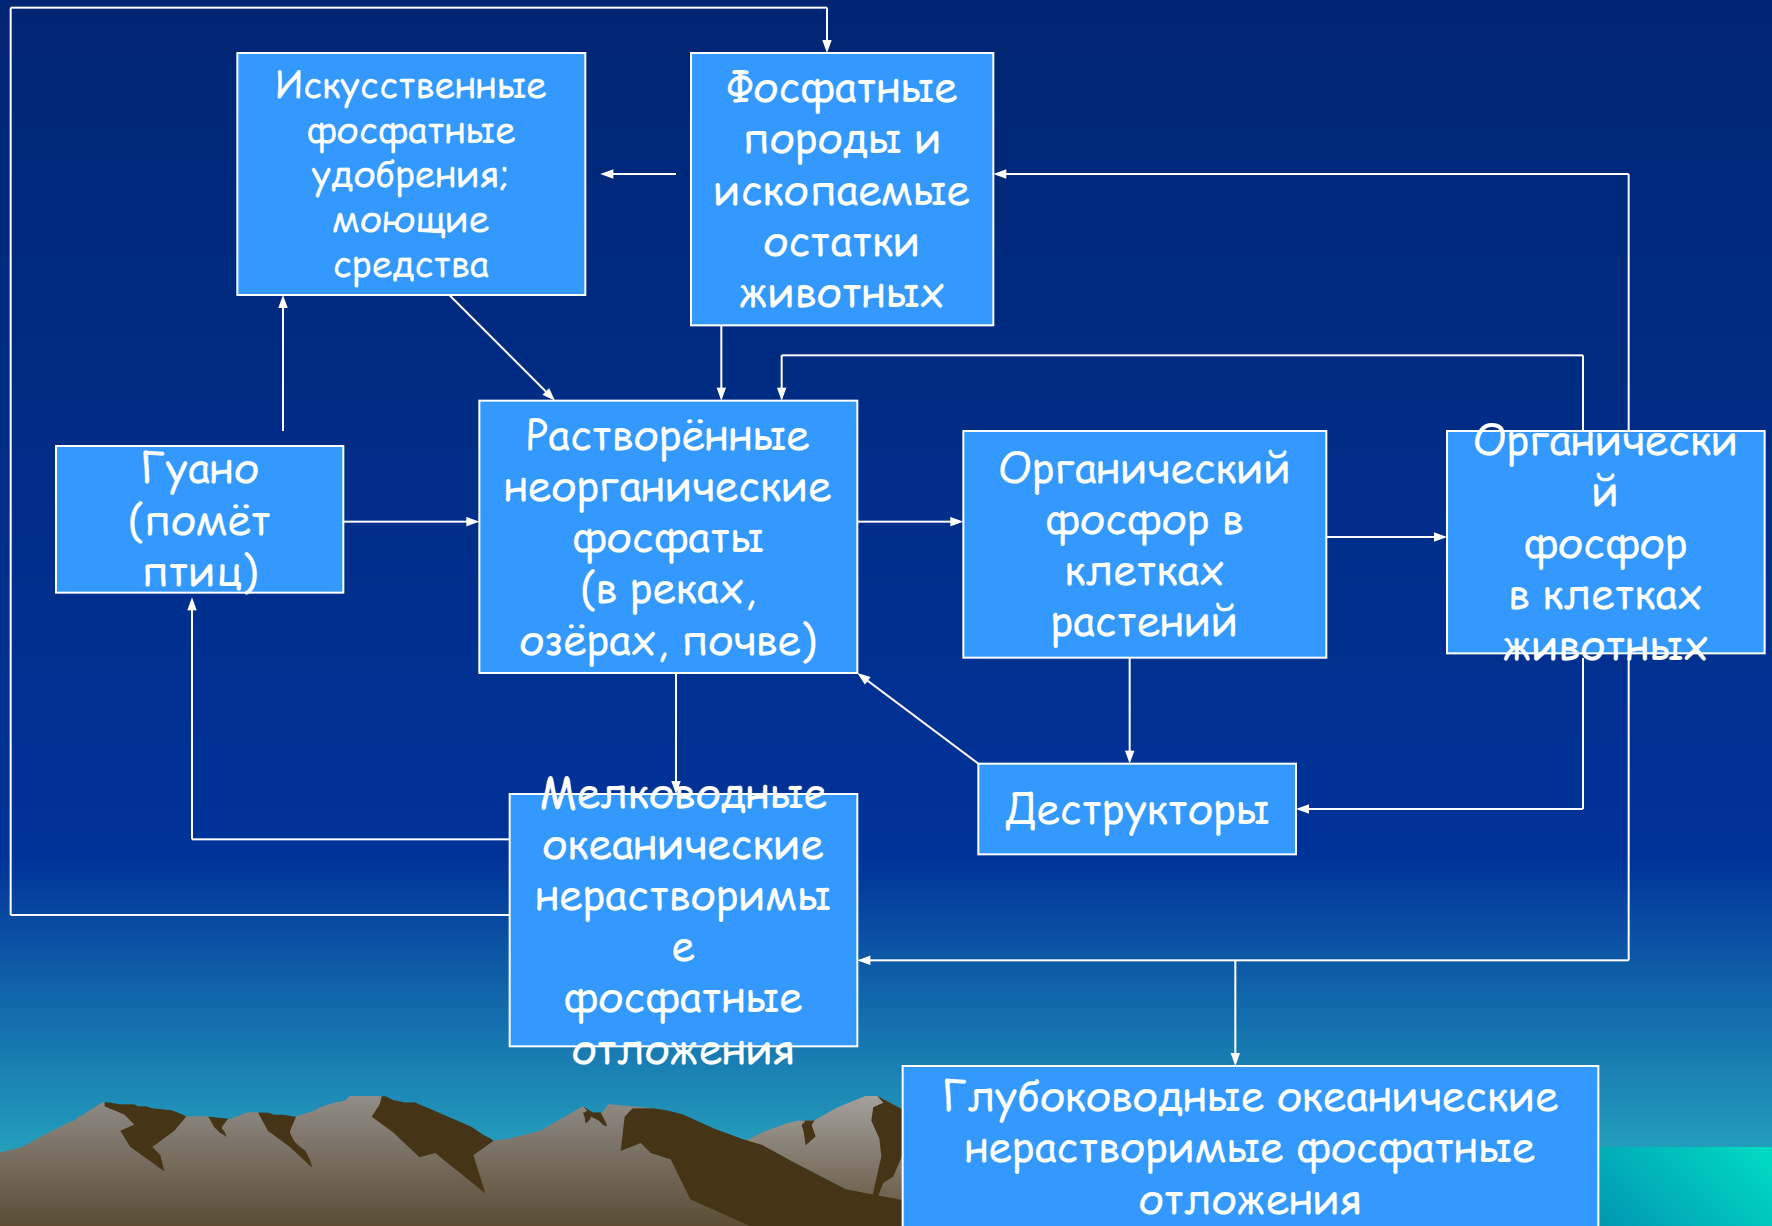 Искусственные
фосфатные
удобрения;
моющие
средства
Фосфатные
породы и
ископаемые
остатки
животных
Гуано
(помёт
птиц)
Растворённые
неорганические
фосфаты
(в реках,
озёрах, почве)
Органический
фосфор в
клетках
растений
Органически
й
фосфор
в клетках
животных
Деструкторы
Мелководные
океанические
нерастворимы
е
фосфатные
отложения
Глубоководные океанические
нерастворимые фосфатные
отложения